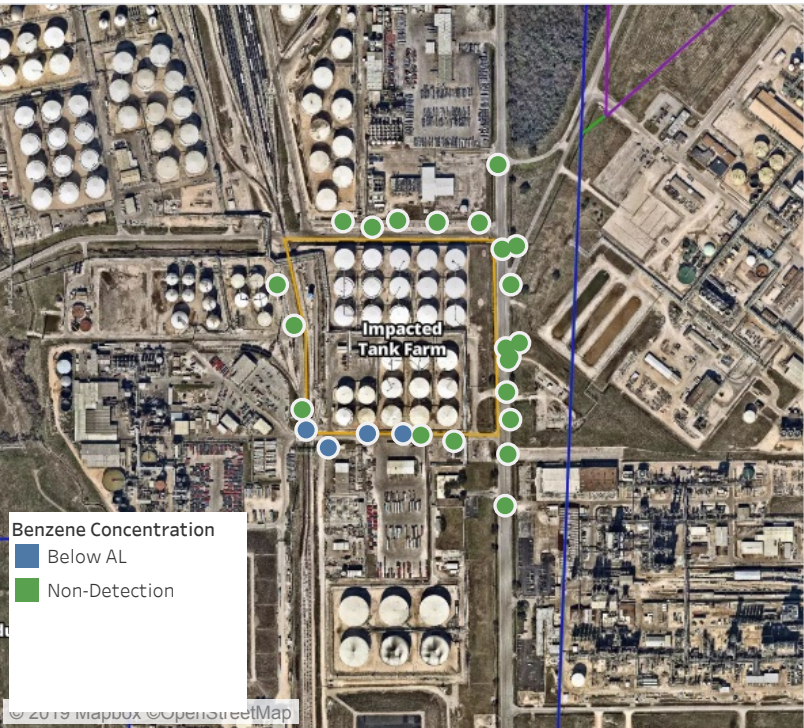 Impacted
Tank Farm
Benzene Concentration
Below AL
Non-Detection
© 2019 Mapbox ©OpenStreetMap